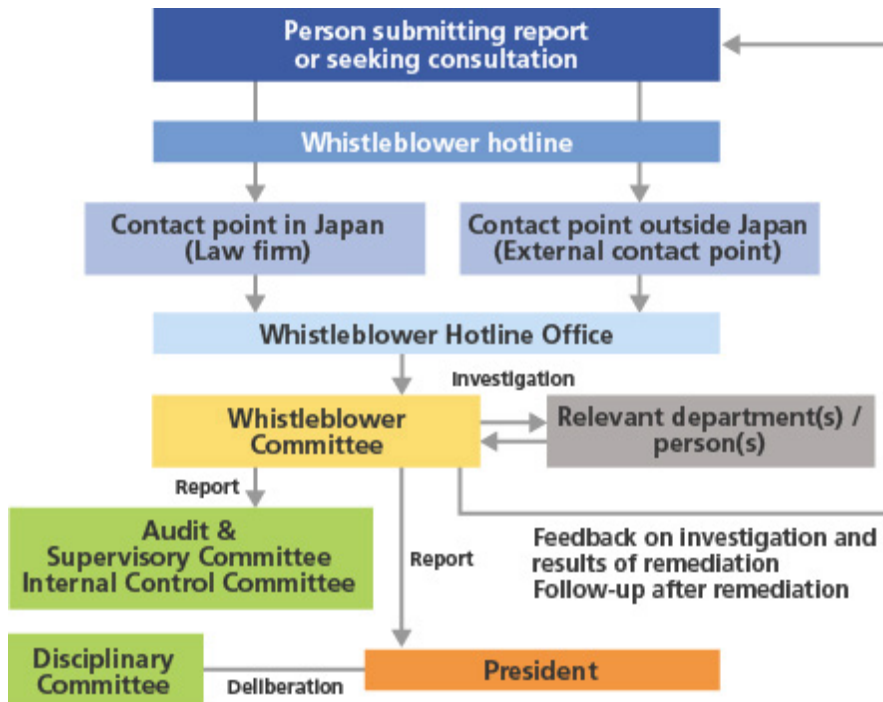 Person submitting report
or seeking consultation
Whistleblower hotline
Contact point in Japan
(Law firm)
Contact point outside Japan
(External contact point)
Whistleblower Hotline Office
Investigation
Whistleblower
Committee
Relevant department(s) /
person(s)
Report
Audit &
Supervisory Committee
Internal Control Committee
Report
Feedback on investigation and
results of remediation
Follow-up after remediation
Disciplinary
Committee
Deliberation
President